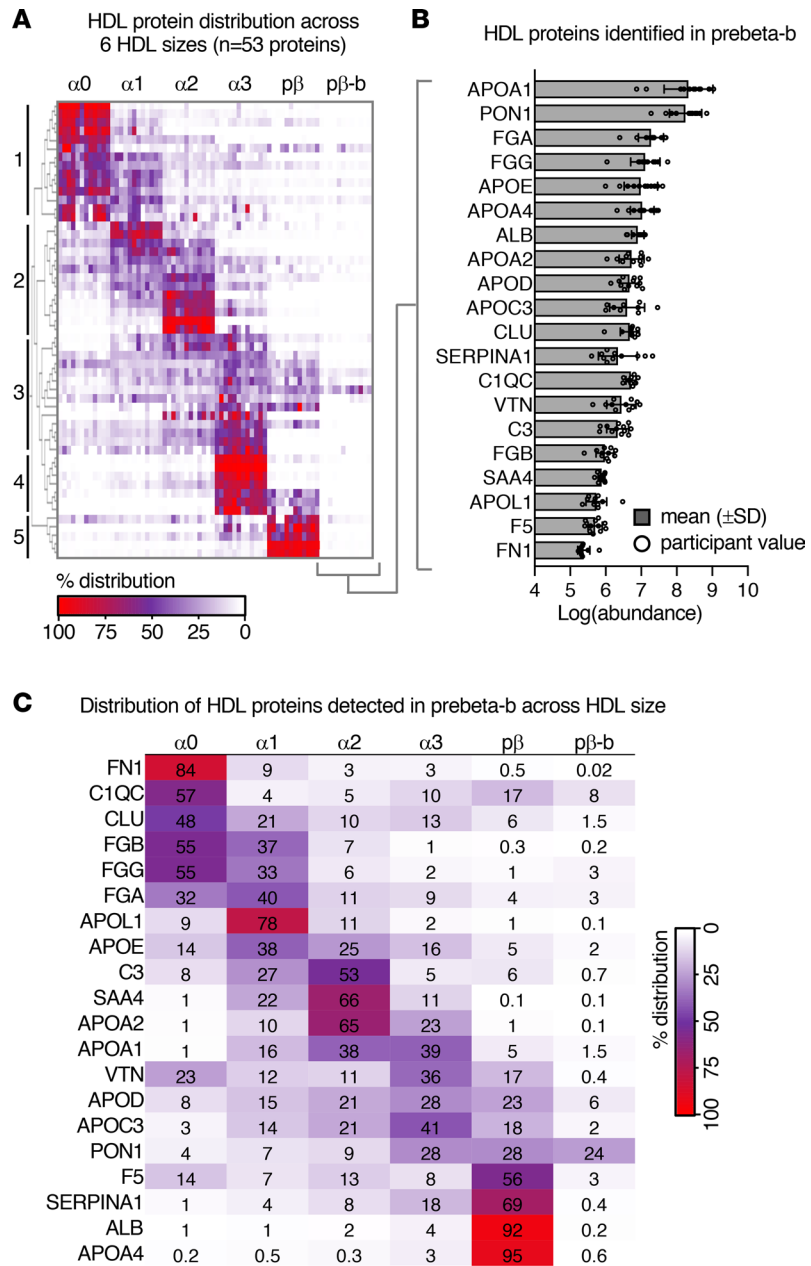 A
HDL protein distribution across
6 HDL sizes (n=53 proteins)
α0 α1 α2 α3 pβ pβ-b
1
2
3
4
5
% distribution
100 75 50 25 0
B
HDL proteins identified in prebeta-b
APOA1
PON1
FGA
FGG
APOE
APOA4
ALB
APOA2
APOD
APOC3
CLU
SERPINA1
C1QC
VTN
C3
FGB
SAA4
APOL1
F5
FN1
mean (±SD)
participant value
4 5 6 7 8 9 10
Log(abundance)
C
Distribution of HDL proteins detected in prebeta-b across HDL size
α0 α1 α2 α3 pβ pβ-b
FN1 84 9 3 3 0.5 0.02
C1QC 57 4 5 10 17 8
CLU 48 21 10 13 6 1.5
FGB 55 37 7 1 0.3 0.2
FGG 55 33 6 2 1 3
FGA 32 40 11 9 4 3
APOL1 9 78 11 2 1 0.1
APOE 14 38 25 16 5 2
C3 8 27 53 5 6 0.7
SAA4 1 22 66 11 0.1 0.1
APOA2 1 10 65 23 1 0.1
APOA1 1 16 38 39 5 1.5
VTN 23 12 11 36 17 0.4
APOD 8 15 21 28 23 6
APOC3 3 14 21 41 18 2
PON1 4 7 9 28 28 24
F5 14 7 13 8 56 3
SERPINA1 1 4 8 18 69 0.4
ALB 1 1 2 4 92 0.2
APOA4 0.2 0.5 0.3 3 95 0.6
% distribution
0
25
50
75
100